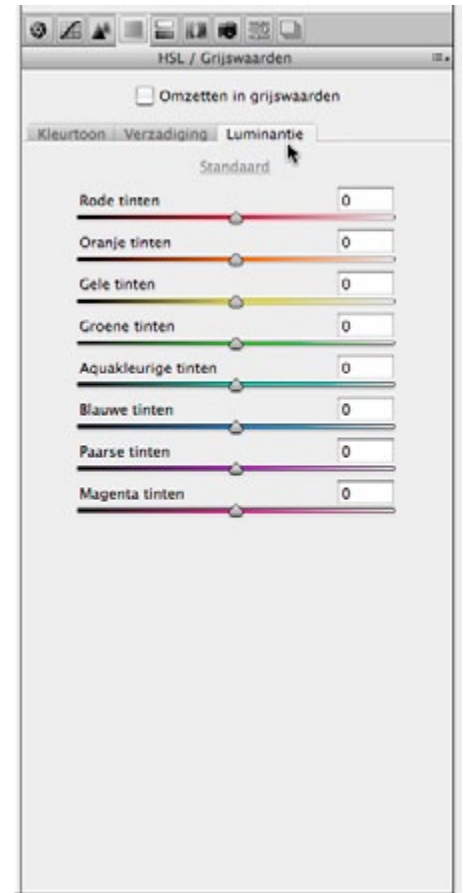 HSL / Grijswaarden
Omzetten in grijswaarden
Kleurtoon Verzadiging Luminantie
Standaard
Rode tinten 0
Oranje tinten 0
Gele tinten 0
Groene tinten 0
Aquakleurige tinten 0
Blauwe tinten 0
Paarse tinten 0
Magenta tinten 0